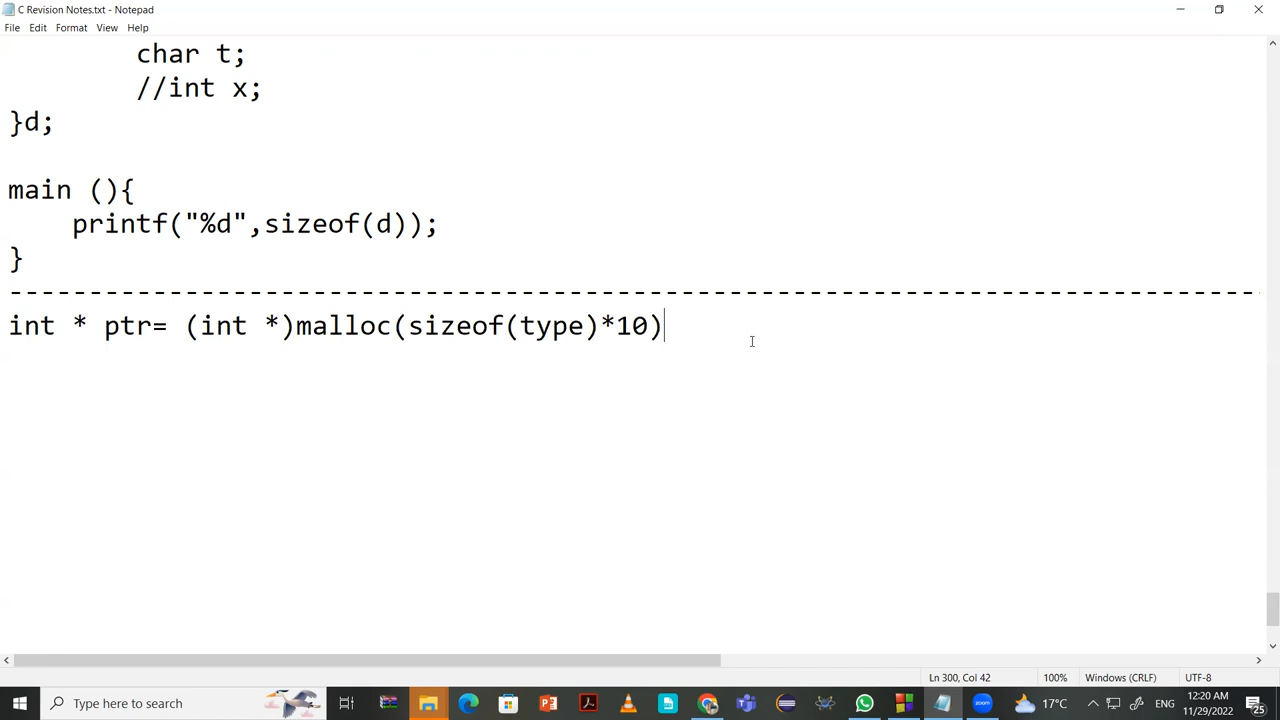 C Revision Notes.txt - Notepad
File Edit Format View Help
char t;
//int x;
}d;
main (){
printf("%d",sizeof(d));
}
--------------------------------------------------------------------------------
int * ptr= (int *)malloc(sizeof(type)*10)
Ln 300, Col 42 100% Windows (CRLF) UTF-8
Type here to search
zoom
17°C
ENG
12:20 AM
11/29/2022
25